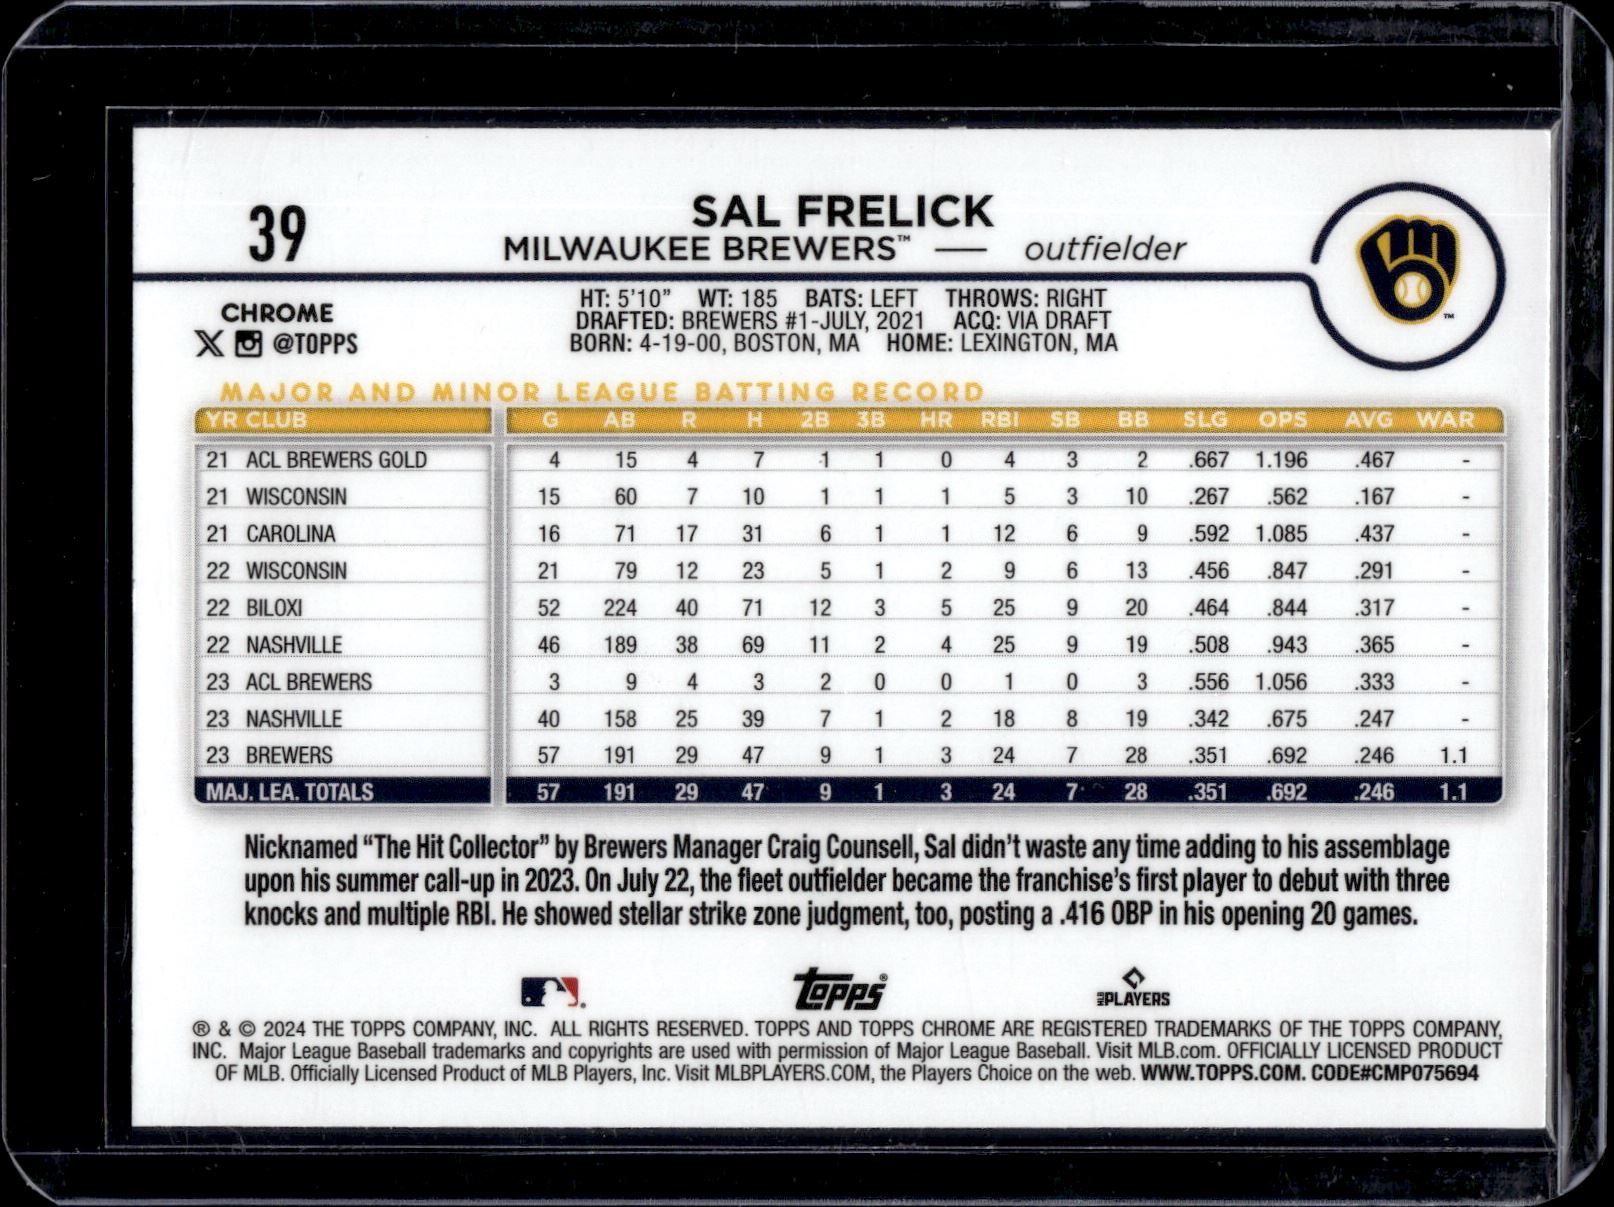 39
SAL FRELICK
MILWAUKEE BREWERS™ — outfielder
™
CHROME
@TOPPS
HT: 5'10” WT: 185 BATS: LEFT THROWS: RIGHT
DRAFTED: BREWERS #1-JULY, 2021 ACQ: VIA DRAFT
BORN: 4-19-00, BOSTON, MA HOME: LEXINGTON, MA
MAJOR AND MINOR LEAGUE BATTING RECORD
YR CLUB G AB R H 2B 3B HR RBI SB BB SLG OPS AVG WAR
21 ACL BREWERS GOLD 4 15 4 7 1 1 0 4 3 2 .667 1.196 .467 -
21 WISCONSIN 15 60 7 10 1 1 1 5 3 10 .267 .562 .167 -
21 CAROLINA 16 71 17 31 6 1 1 12 6 9 .592 1.085 .437 -
22 WISCONSIN 21 79 12 23 5 1 2 9 6 13 .456 .847 .291 -
22 BILOXI 52 224 40 71 12 3 5 25 9 20 .464 .844 .317 -
22 NASHVILLE 46 189 38 69 11 2 4 25 9 19 .508 .943 .365 -
23 ACL BREWERS 3 9 4 3 2 0 0 1 0 3 .556 1.056 .333 -
23 NASHVILLE 40 158 25 39 7 1 2 18 8 19 .342 .675 .247 -
23 BREWERS 57 191 29 47 9 1 3 24 7 28 .351 .692 .246 1.1
MAJ. LEA. TOTALS 57 191 29 47 9 1 3 24 7 28 .351 .692 .246 1.1
Nicknamed “The Hit Collector” by Brewers Manager Craig Counsell, Sal didn't waste any time adding to his assemblage
upon his summer call-up in 2023. On July 22, the fleet outfielder became the franchise's first player to debut with three
knocks and multiple RBI. He showed stellar strike zone judgment, too, posting a .416 OBP in his opening 20 games.
topps® MLB PLAYERS
® & © 2024 THE TOPPS COMPANY, INC. ALL RIGHTS RESERVED. TOPPS AND TOPPS CHROME ARE REGISTERED TRADEMARKS OF THE TOPPS COMPANY,
INC. Major League Baseball trademarks and copyrights are used with permission of Major League Baseball. Visit MLB.com. OFFICIALLY LICENSED PRODUCT
OF MLB. Officially Licensed Product of MLB Players, Inc. Visit MLBPLAYERS.COM, the Players Choice on the web. WWW.TOPPS.COM. CODE#CMP075694